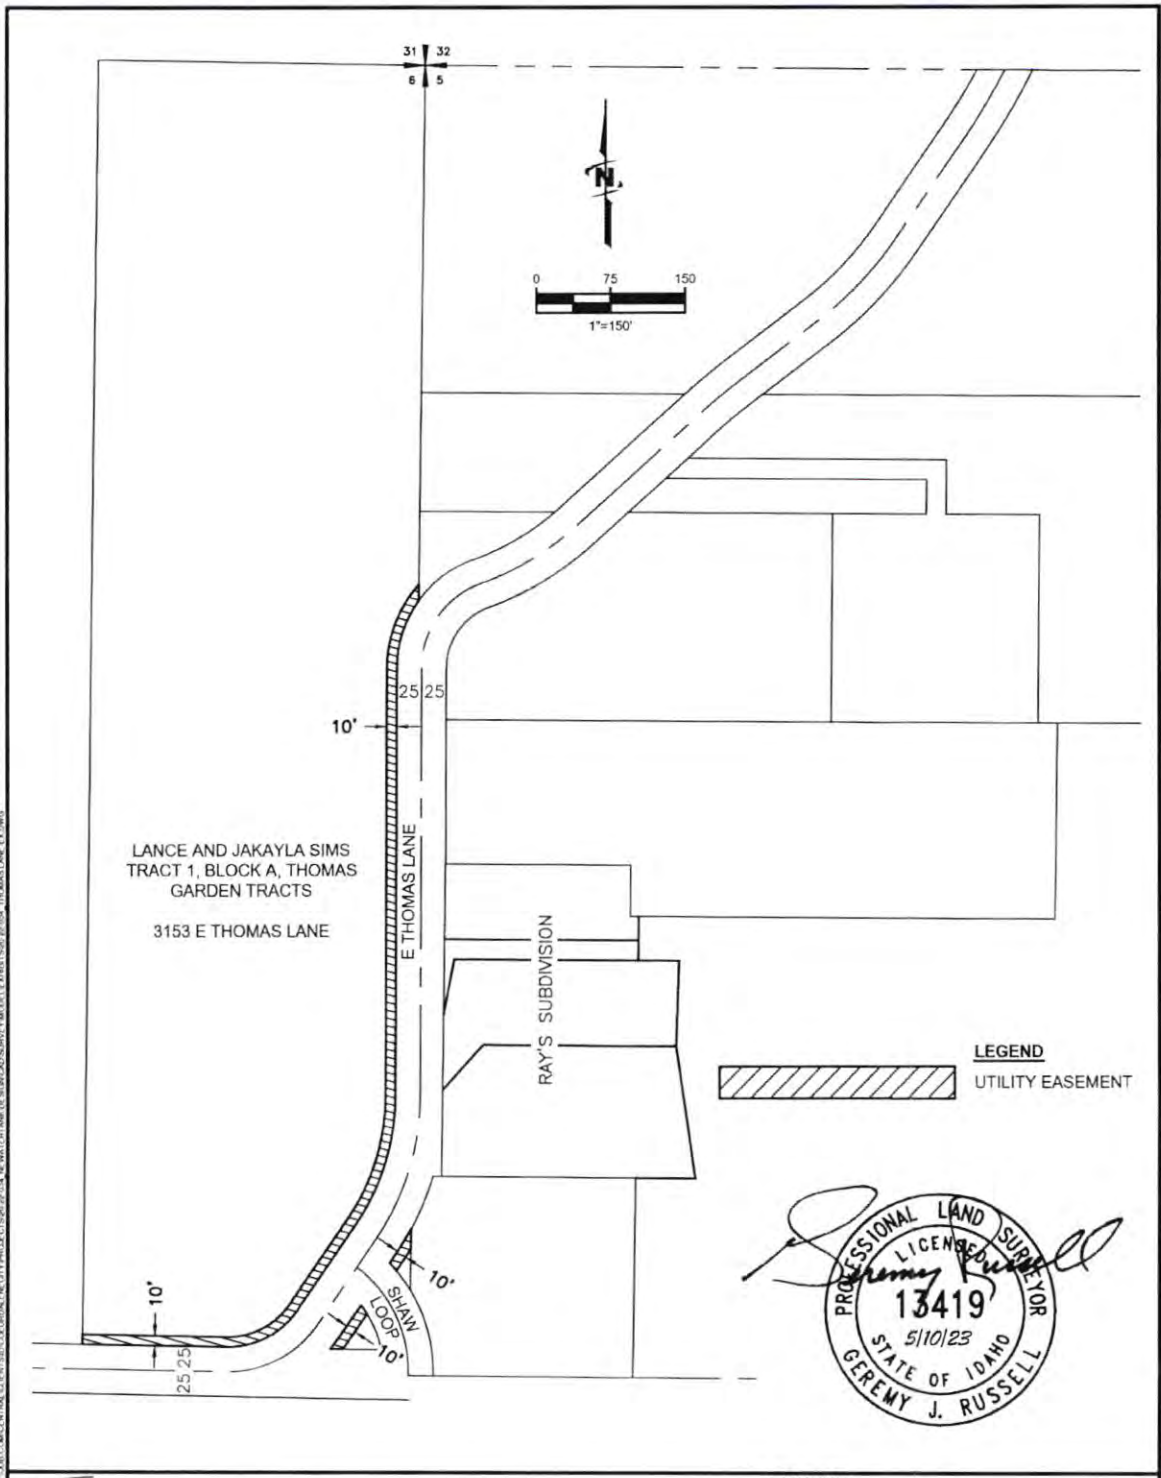 31 32
6 5
N
0 75 150
1"=150'
25 25
10'
E THOMAS LANE
LANCE AND JAKAYLA SIMS
TRACT 1, BLOCK A, THOMAS
GARDEN TRACTS
3153 E THOMAS LANE
RAY'S SUBDIVISION
LEGEND
UTILITY EASEMENT
10'
SHAW
LOOP
10'
10'
25 25
PROFESSIONAL LAND SURVEYOR
LICENSED
Geremy Russell
13419
5/10/23
STATE OF IDAHO
GEREMY J. RUSSELL